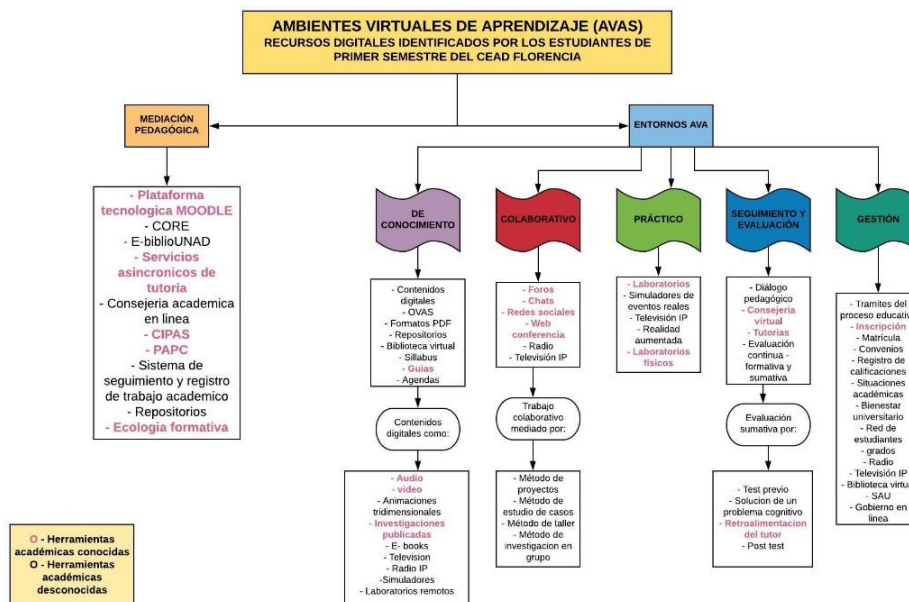 AMBIENTES VIRTUALES DE APRENDIZAJE (AVAS)
RECURSOS DIGITALES IDENTIFICADOS POR LOS ESTUDIANTES DE
PRIMER SEMESTRE DEL CEAD FLORENCIA
MEDIACIÓN
PEDAGÓGICA
- Plataforma
tecnologica MOODLE
- CORE
- E-biblioUNAD
- Servicios
asincronicos de
tutoria
- Consejeria academica
en linea
- CIPAS
- PAPC
- Sistema de
seguimiento y registro
de trabajo academico
- Repositorios
- Ecologia formativa
ENTORNOS AVA
DE
CONOCIMIENTO
- Contenidos
digitales
- OVAS
- Formatos PDF
- Repositorios
- Biblioteca virtual
- Sillabus
- Guias
- Agendas
Contenidos
digitales como:
- Audio
- video
- Animaciones
tridimensionales
- Investigaciones
publicadas
- E- books
- Television
- Radio IP
-Simuladores
- Laboratorios remotos
COLABORATIVO
- Foros
- Chats
- Redes sociales
- Web
conferencia
- Radio
- Televisión IP
Trabajo
colaborativo
mediado por:
- Método de
proyectos
- Método de
estudio de casos
- Método de taller
- Método de
investigacion en
grupo
PRÁCTICO
- Laboratorios
- Simuladores de
eventos reales
- Televisión IP
- Realidad
aumentada
- Laboratorios
físicos
SEGUIMIENTO Y
EVALUACIÓN
- Diálogo
pedagógico
- Consejeria
virtual
- Tutorias
- Evaluación
continua -
formativa y
sumativa
Evaluación
sumativa por:
- Test previo
- Solucion de un
problema cognitivo
- Retroalimentacion
del tutor
- Post test
GESTIÓN
- Tramites del
proceso educativo
- Inscripción
- Matrícula
- Convenios
- Registro de
calificaciones
- Situaciones
académicas
- Bienestar
universitario
- Red de
estudiantes
- grados
- Radio
- Televisión IP
- Biblioteca virtual
- SAU
- Gobierno en
linea
O - Herramientas
académicas conocidas
O - Herramientas
académicas
desconocidas